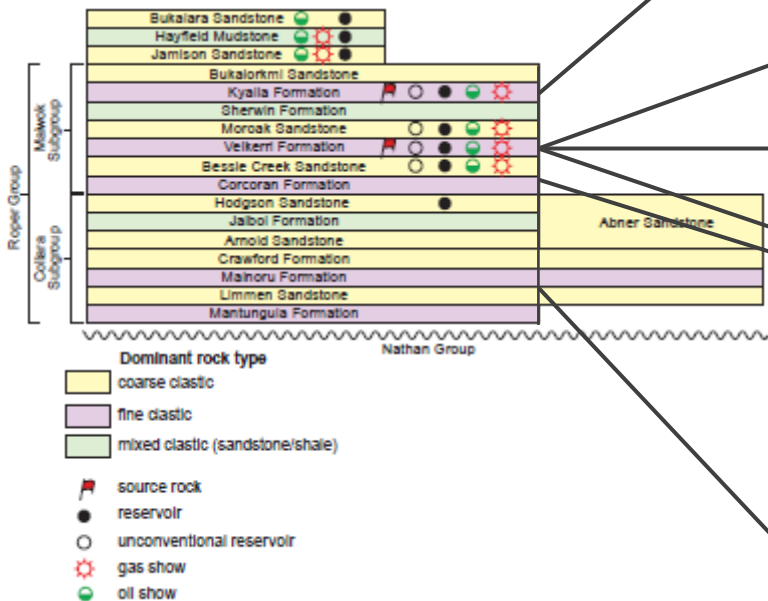 Bukalara Sandstone
Hayfield Mudstone
Jamison Sandstone
Bukalorkmi Sandstone
Kyalla Formation
Sherwin Formation
Moroak Sandstone
Velkerri Formation
Bessie Creek Sandstone
Corcoran Formation
Hodgson Sandstone
Jalboi Formation
Arnold Sandstone
Crawford Formation
Mainoru Formation
Limmen Sandstone
Mantungula Formation
Abner Sandstone
Roper Group
Maiwok
Subgroup
Collara
Subgroup
Nathan Group
Dominant rock type
coarse clastic
fine clastic
mixed clastic (sandstone/shale)
source rock
reservoir
unconventional reservoir
gas show
oil show